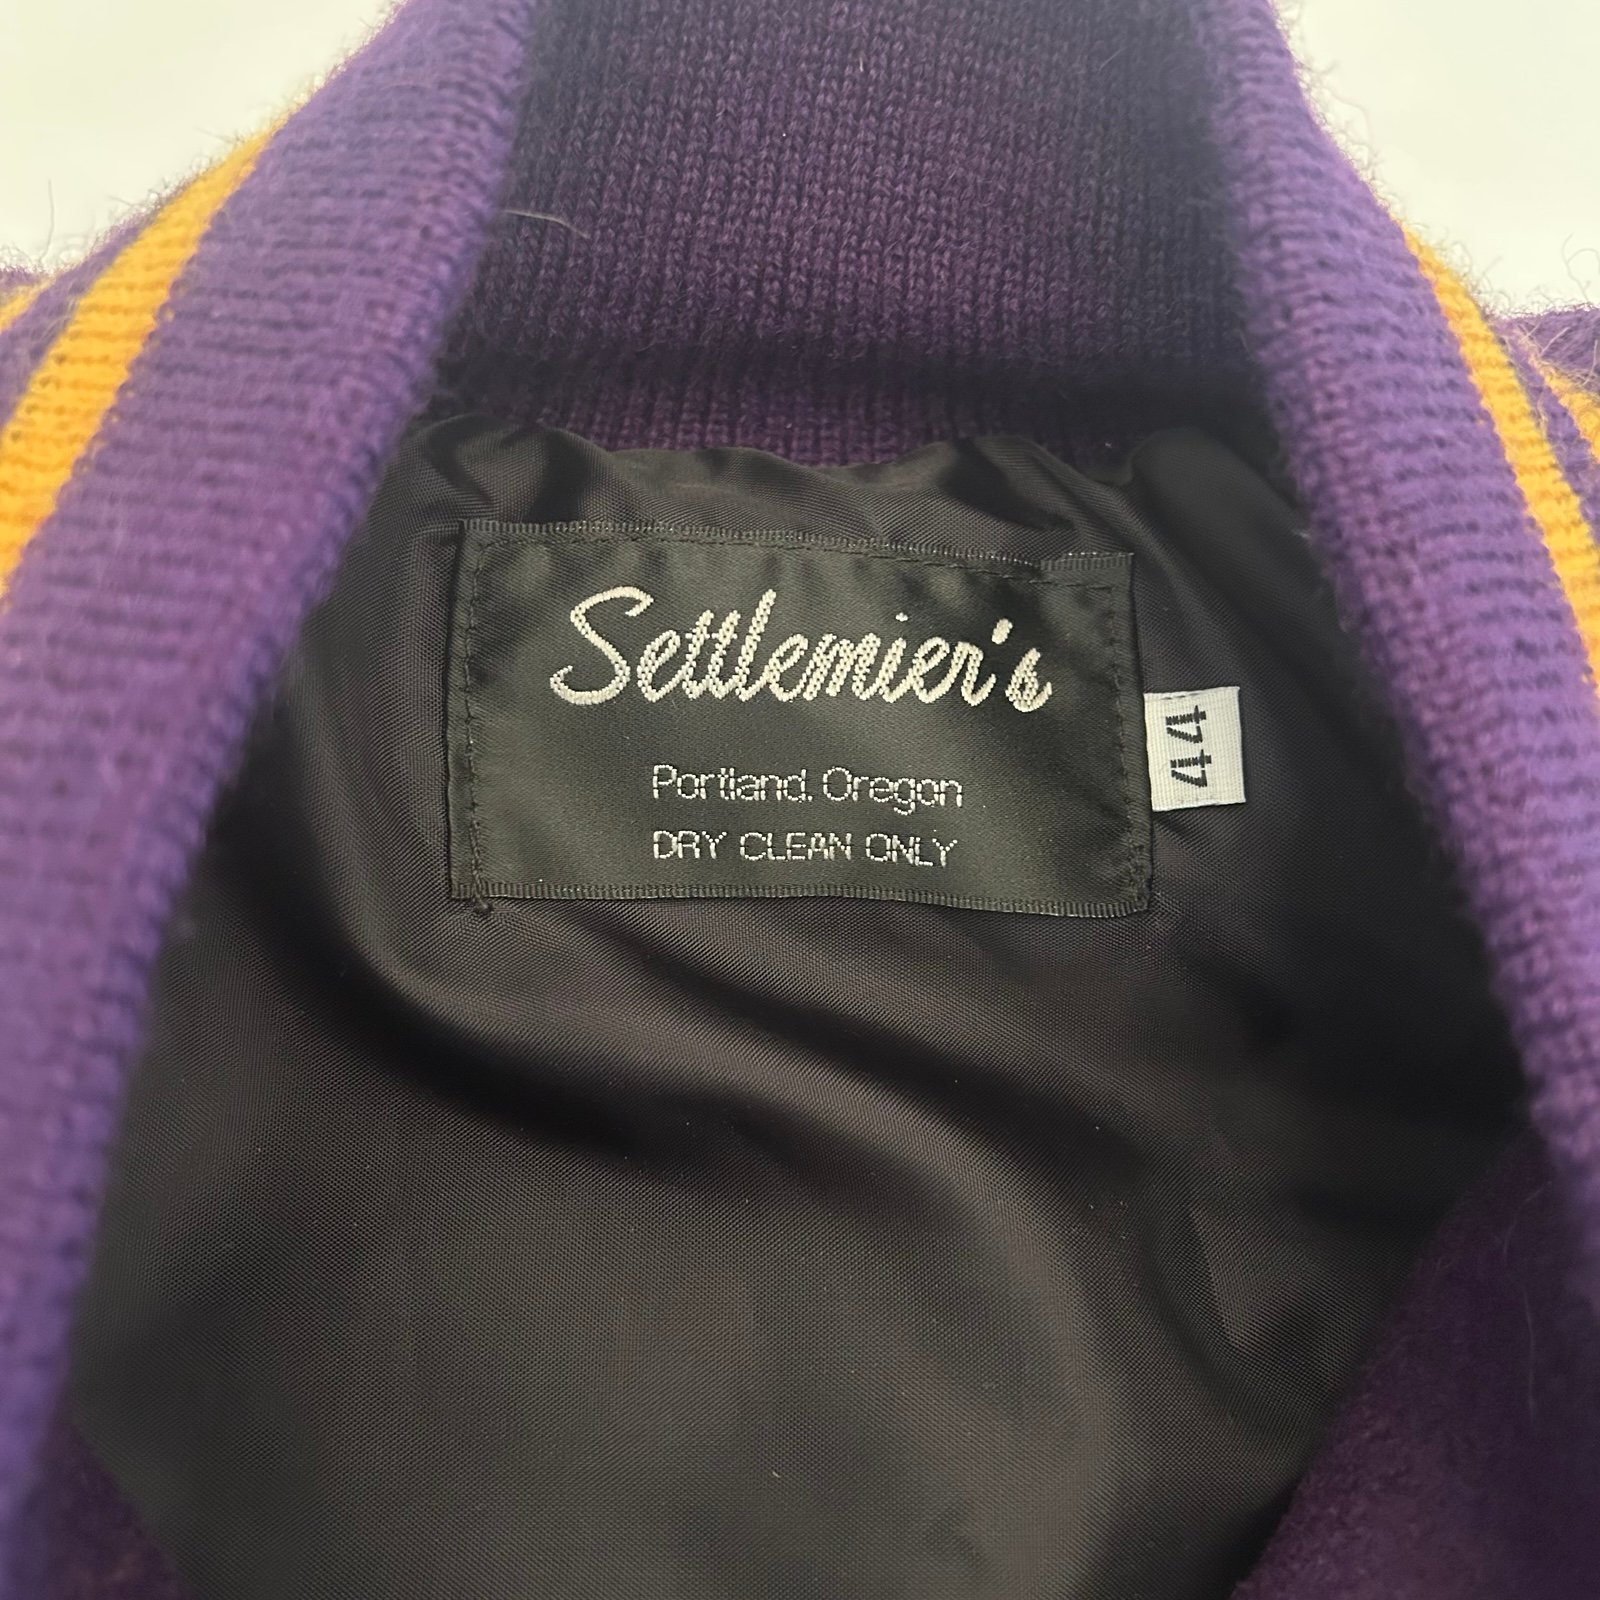 Settlemier's
Portland, Oregon
DRY CLEAN ONLY
44